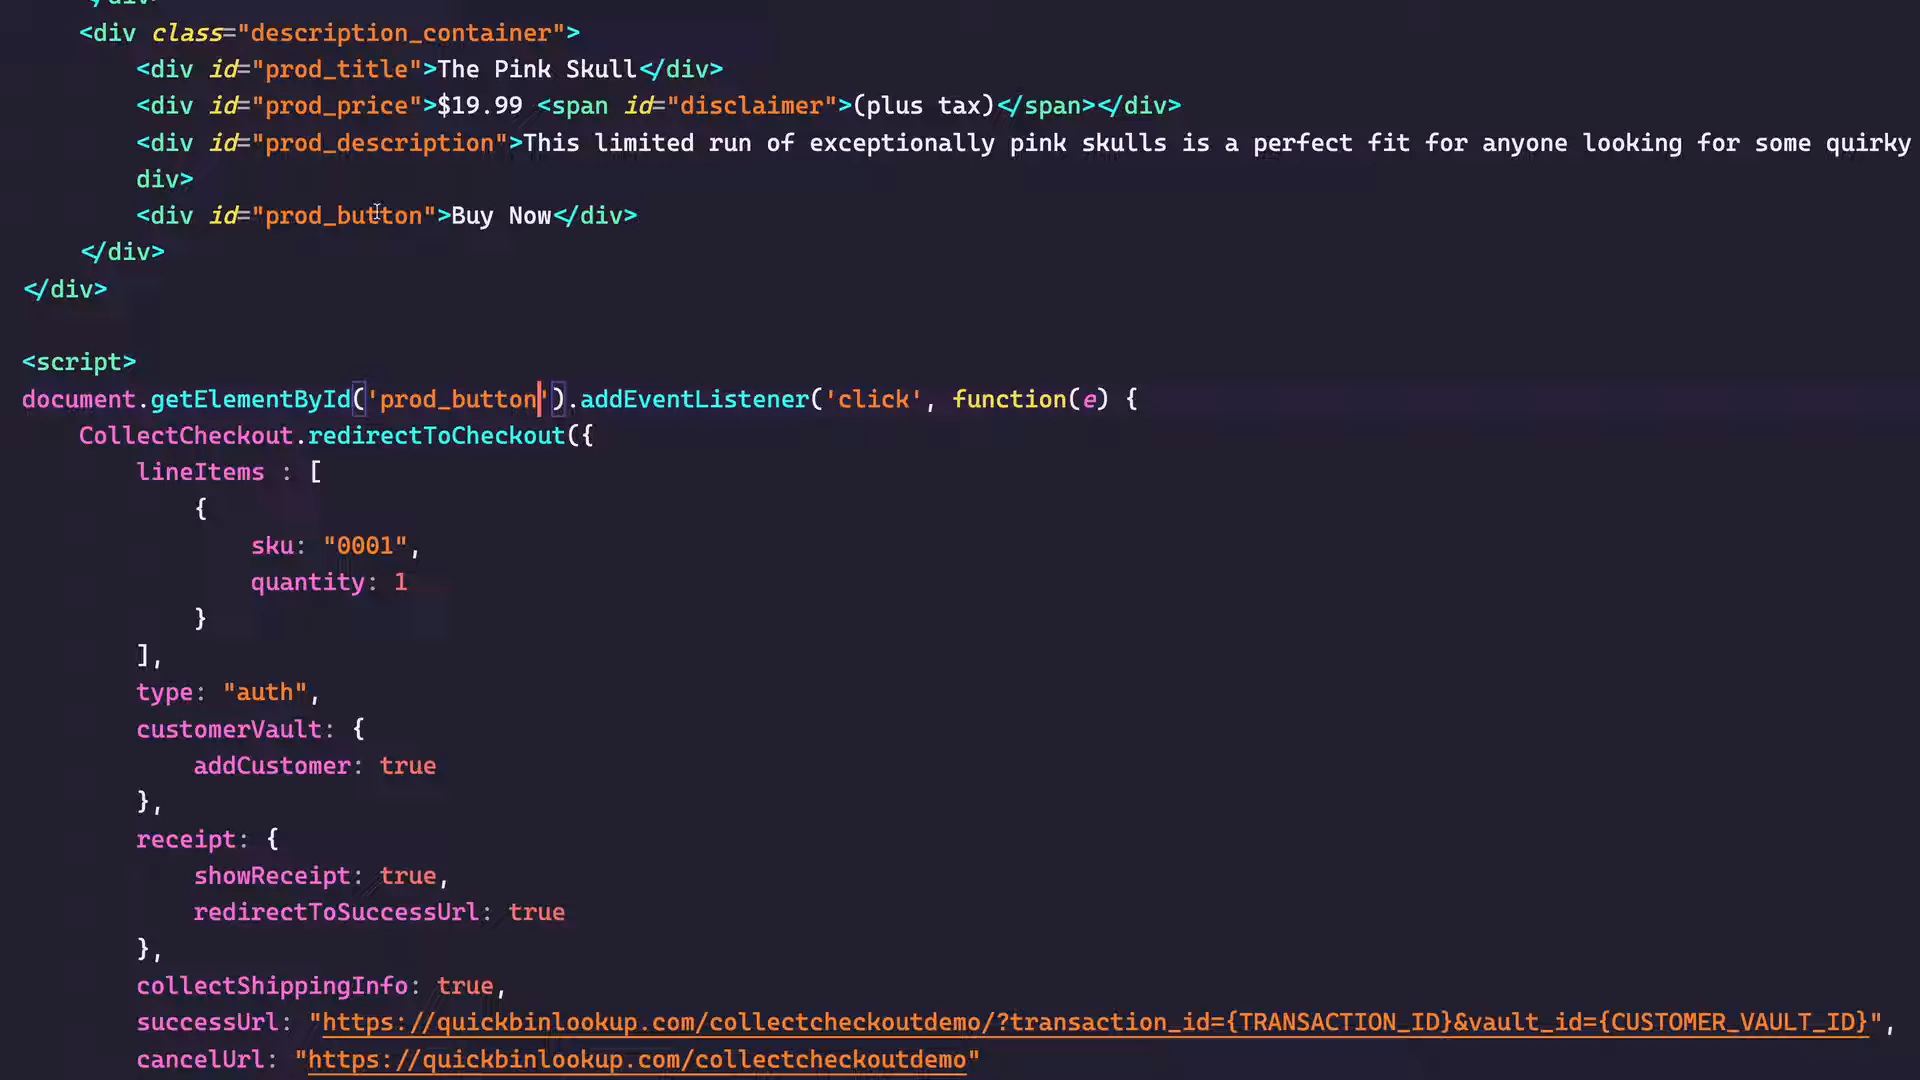 </div>
<div class="description_container">
<div id="prod_title">The Pink Skull</div>
<div id="prod_price">$19.99 <span id="disclaimer">(plus tax)</span></div>
<div id="prod_description">This limited run of exceptionally pink skulls is a perfect fit for anyone looking for some quirky
div>
<div id="prod_button">Buy Now</div>
</div>
</div>
<script>
document.getElementById('prod_button').addEventListener('click', function(e) {
CollectCheckout.redirectToCheckout({
lineItems : [
{
sku: "0001",
quantity: 1
}
],
type: "auth",
customerVault: {
addCustomer: true
},
receipt: {
showReceipt: true,
redirectToSuccessUrl: true
},
collectShippingInfo: true,
successUrl: "https://quickbinlookup.com/collectcheckoutdemo/?transaction_id={TRANSACTION_ID}&vault_id={CUSTOMER_VAULT_ID}",
cancelUrl: "https://quickbinlookup.com/collectcheckoutdemo"